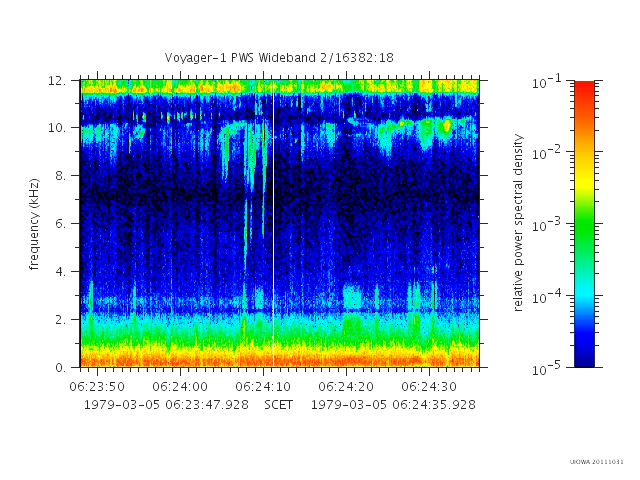 Voyager-1 PWS Wideband 2/16382:18
12.
10.
8.
6.
4.
2.
0.
frequency (kHz)
06:23:50 06:24:00 06:24:10 06:24:20 06:24:30
1979-03-05 06:23:47.928 SCET 1979-03-05 06:24:35.928
relative power spectral density
10⁻¹
10⁻²
10⁻³
10⁻⁴
10⁻⁵
UIOWA 20111031